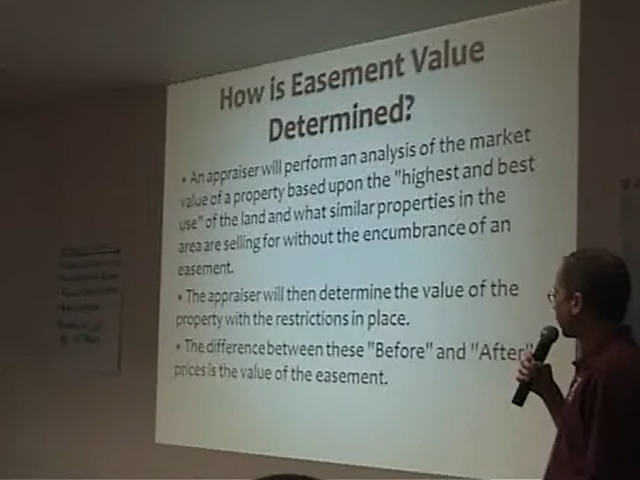 How is Easement Value
Determined?
• An appraiser will perform an analysis of the market
value of a property based upon the "highest and best
use" of the land and what similar properties in the
area are selling for without the encumbrance of an
easement.
• The appraiser will then determine the value of the
property with the restrictions in place.
• The difference between these "Before" and "After"
prices is the value of the easement.